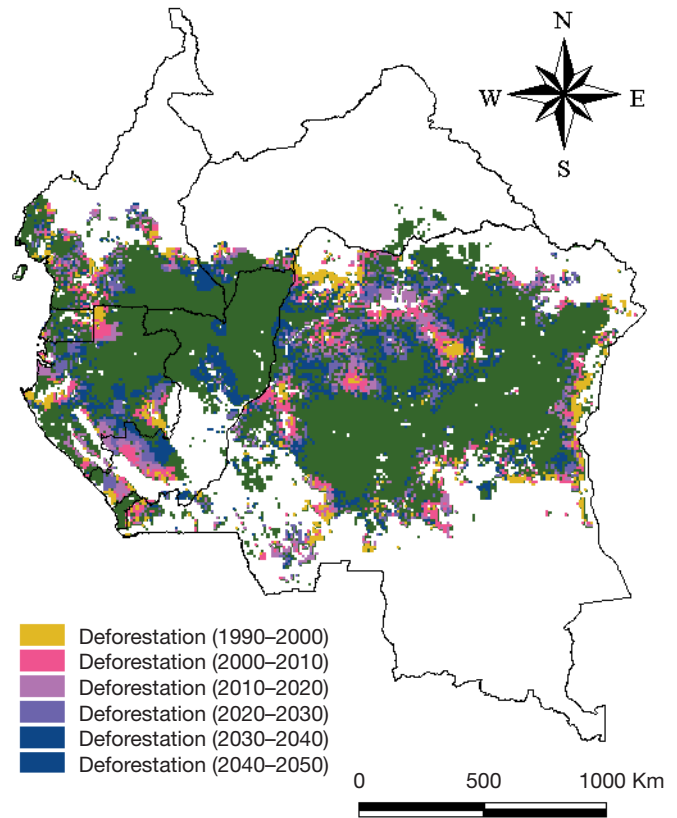 N
W E
S
Deforestation (1990–2000)
Deforestation (2000–2010)
Deforestation (2010–2020)
Deforestation (2020–2030)
Deforestation (2030–2040)
Deforestation (2040–2050)
0 500 1000 Km